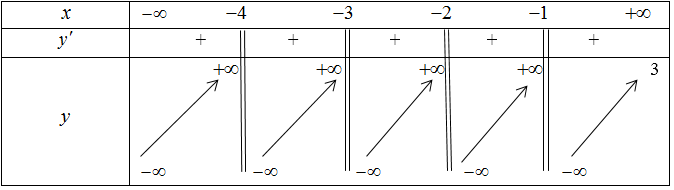 x −∞ −4 −3 −2 −1 +∞
y′ + + + + +
+∞ +∞ +∞ +∞ 3
y
−∞ −∞ −∞ −∞ −∞